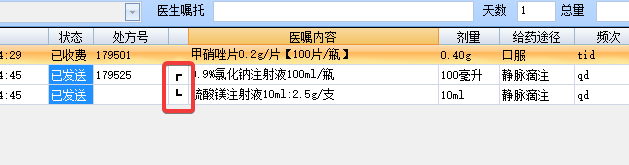 医生嘱托 天数 1 总量
状态 处方号 医嘱内容 剂量 给药途径 频次
4:29 已收费 179501 甲硝唑片0.2g/片【100片/瓶】 0.40g 口服 tid
4:45 已发送 179525 ┏ 0.9%氯化钠注射液100ml/瓶 100毫升 静脉滴注 qd
4:45 已发送 ┗ 硫酸镁注射液10ml:2.5g/支 10ml 静脉滴注 qd